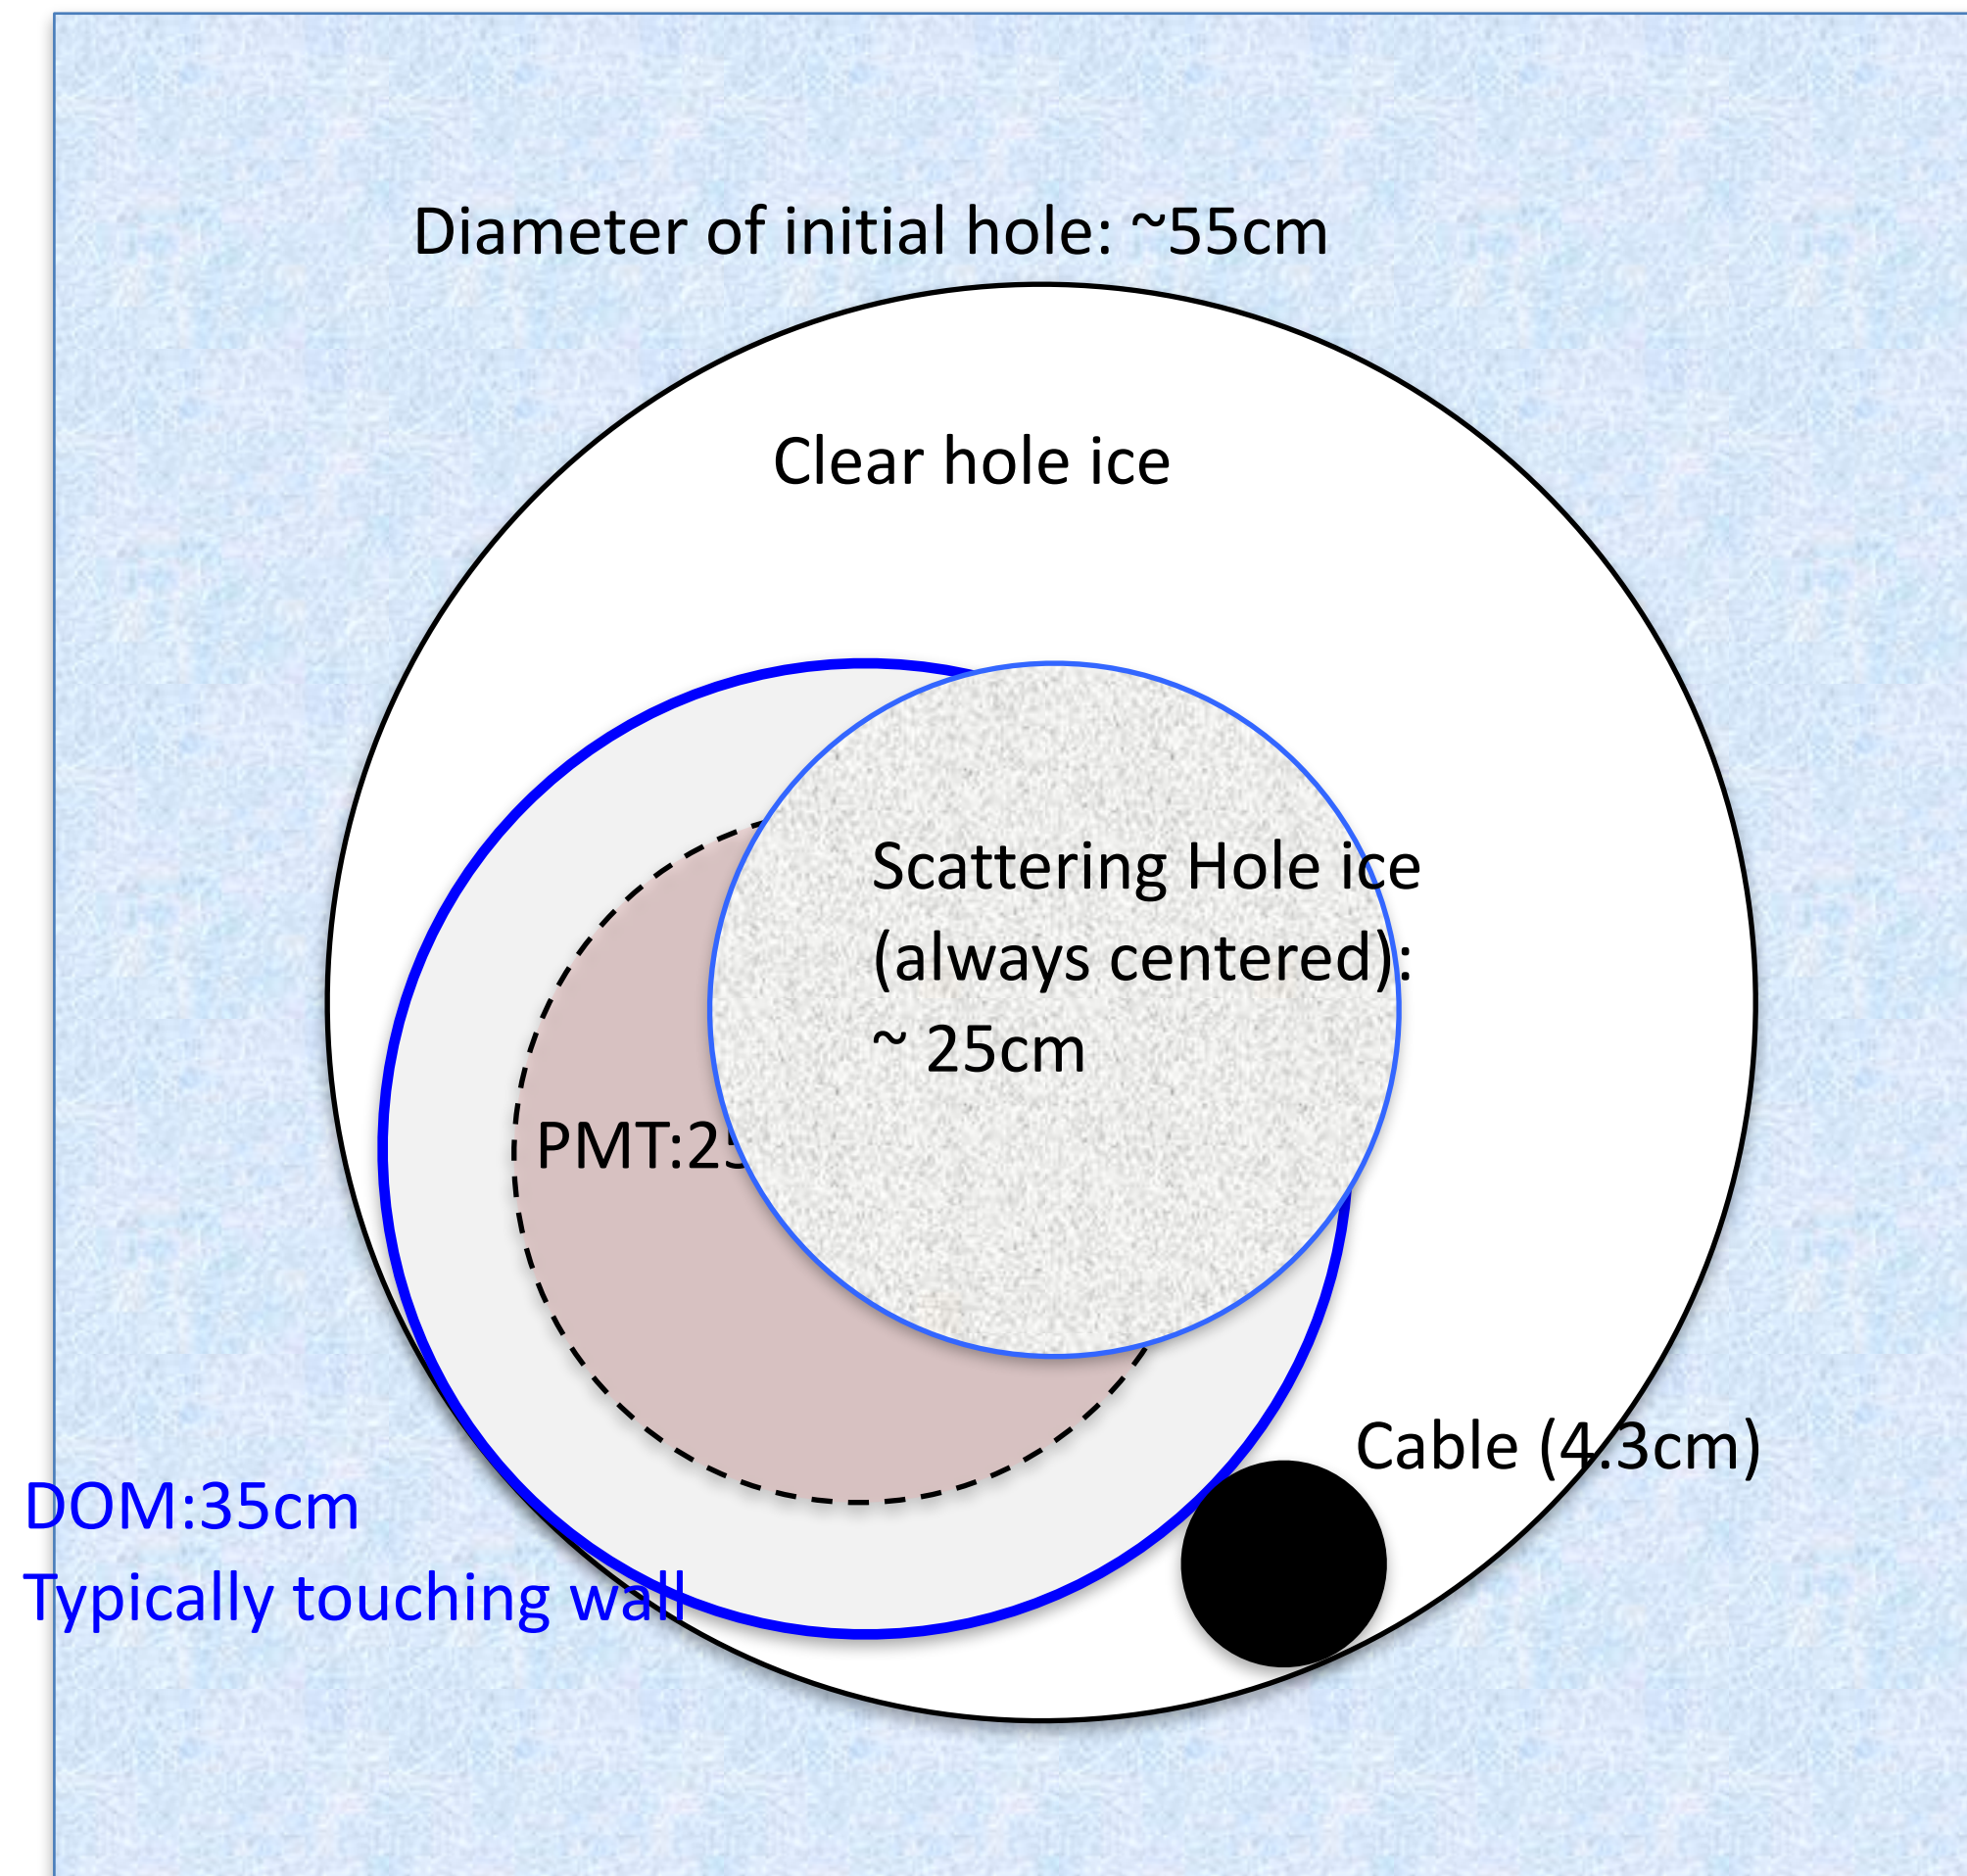 Diameter of initial hole: ~55cm
Clear hole ice
Scattering Hole ice
(always centered):
~ 25cm
PMT:25
Cable (4.3cm)
DOM:35cm
Typically touching wall